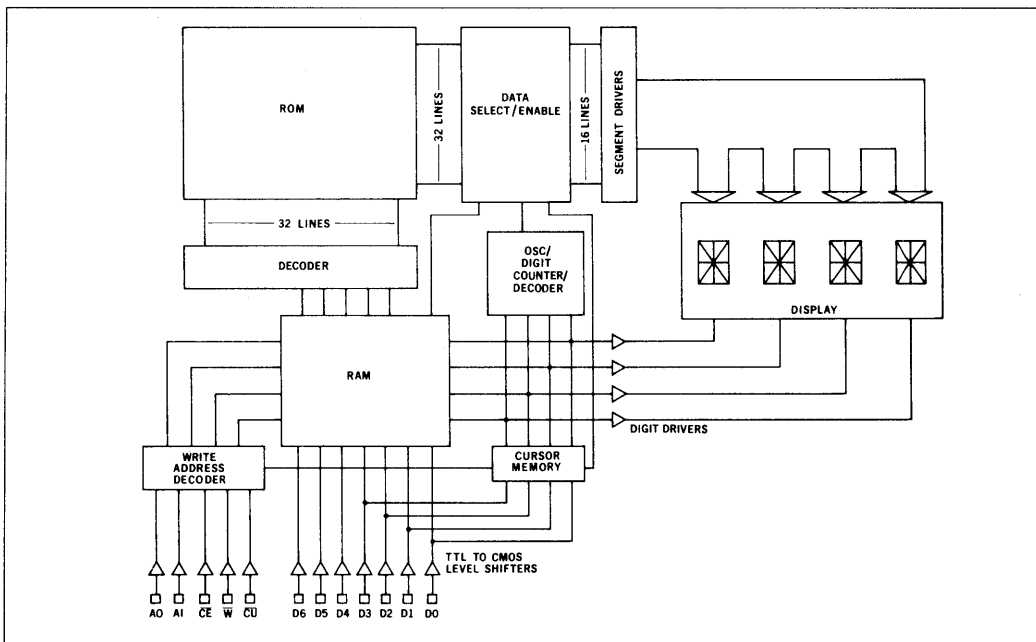 ROM
32 LINES
DATA
SELECT/ENABLE
16 LINES
SEGMENT DRIVERS
32 LINES
DECODER
OSC/
DIGIT
COUNTER/
DECODER
DISPLAY
RAM
DIGIT DRIVERS
WRITE
ADDRESS
DECODER
CURSOR
MEMORY
TTL TO CMOS
LEVEL SHIFTERS
A0 A1 C̅E̅ W̅ C̅U̅ D6 D5 D4 D3 D2 D1 D0